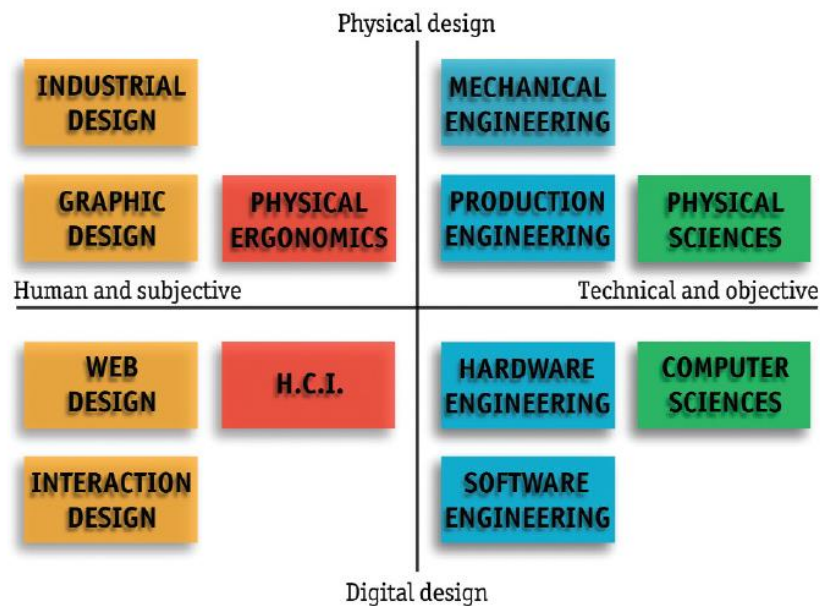 Physical design
INDUSTRIAL
DESIGN
MECHANICAL
ENGINEERING
GRAPHIC
DESIGN
PHYSICAL
ERGONOMICS
PRODUCTION
ENGINEERING
PHYSICAL
SCIENCES
Human and subjective
Technical and objective
WEB
DESIGN
H.C.I.
HARDWARE
ENGINEERING
COMPUTER
SCIENCES
INTERACTION
DESIGN
SOFTWARE
ENGINEERING
Digital design